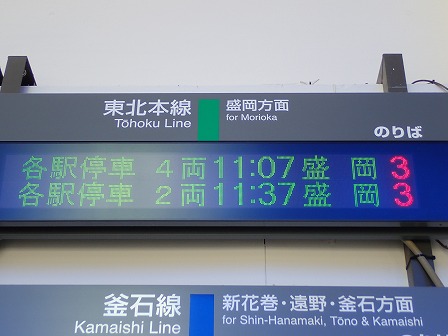 東北本線 盛岡方面
Tōhoku Line for Morioka
のりば
各駅停車 4両 11:07 盛 岡 3
各駅停車 2両 11:37 盛 岡 3
釜石線 新花巻・遠野・釜石方面
Kamaishi Line for Shin-Hanamaki, Tōno & Kamaishi